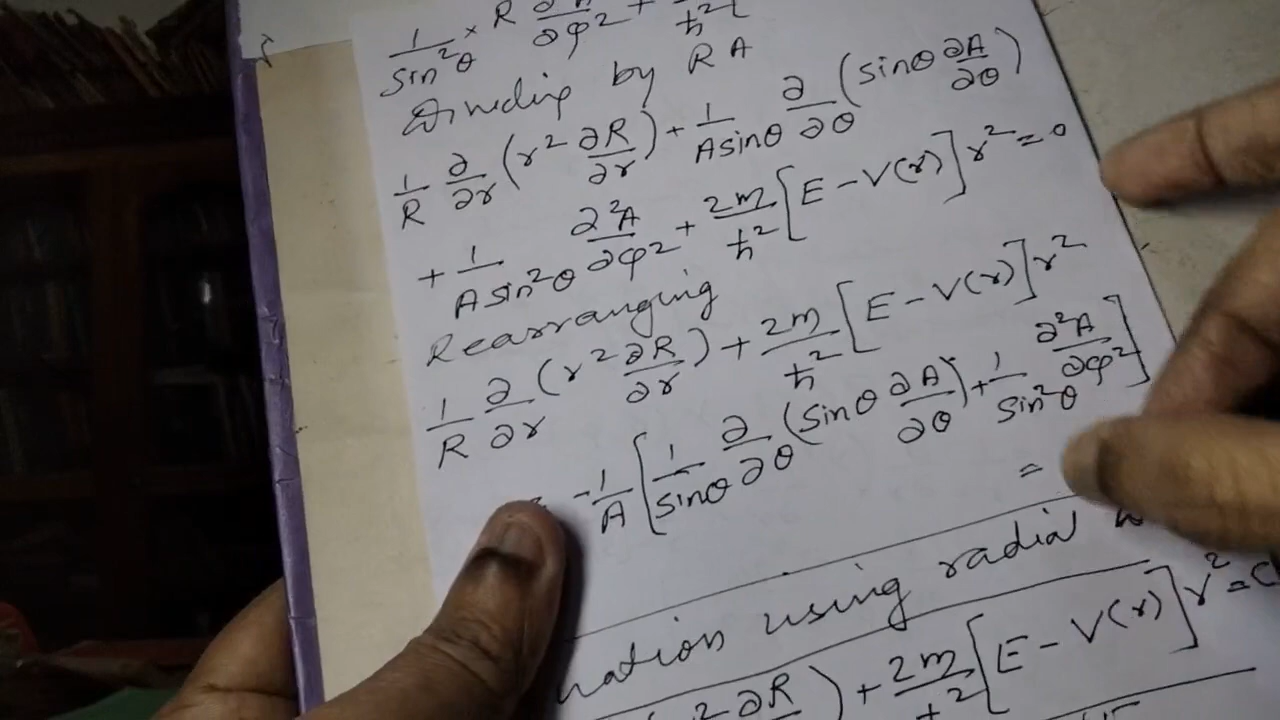 1/sin²θ × R ∂²A/∂φ² + 2m/ħ² [
Dividing by RA
1/R ∂/∂r (r² ∂R/∂r) + 1/(A sinθ) ∂/∂θ (sinθ ∂A/∂θ)
+ 1/(A sin²θ) ∂²A/∂φ² + 2m/ħ² [E − V(r)] r² = 0
Rearranging
1/R ∂/∂r (r² ∂R/∂r) + 2m/ħ² [E − V(r)] r²
= −1/A [1/sinθ ∂/∂θ (sinθ ∂A/∂θ) + 1/sin²θ ∂²A/∂φ²]
=
using radial
r² ∂R/ ) + 2m/ħ² [E − V(r)] r² = C